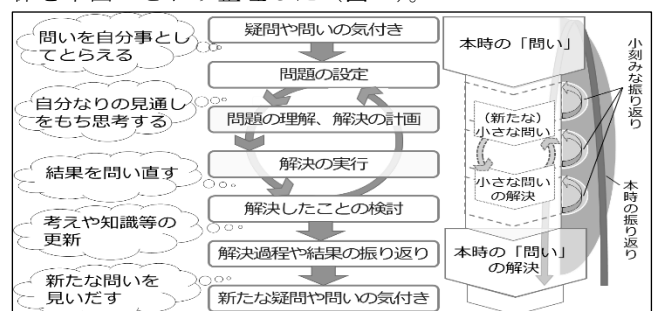 問いを自分事とし
てとらえる
自分なりの見通し
をもち思考する
結果を問い直す
考えや知識等の
更新
新たな問いを
見いだす
疑問や問いの気付き
問題の設定
問題の理解、解決の計画
解決の実行
解決したことの検討
解決過程や結果の振り返り
新たな疑問や問いの気付き
本時の「問い」
(新たな)
小さな問い
小さな問い
の解決
本時の「問い」
の解決
小刻みな振り返り
本時の振り返り